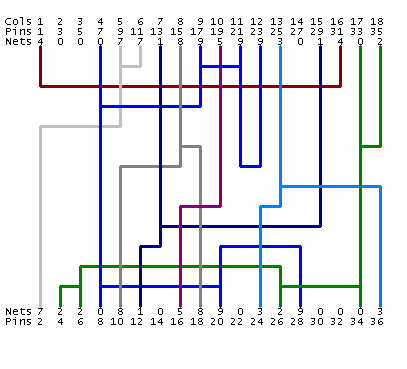 Cols 1 2 3 4 5 6 7 8 9 10 11 12 13 14 15 16 17 18
Pins 1 3 5 7 9 11 13 15 17 19 21 23 25 27 29 31 33 35
Nets 4 0 0 0 7 7 1 8 9 5 9 9 3 0 1 4 0 2
Nets 7 2 2 0 8 1 0 5 8 9 0 3 2 9 0 0 0 3
Pins 2 4 6 8 10 12 14 16 18 20 22 24 26 28 30 32 34 36